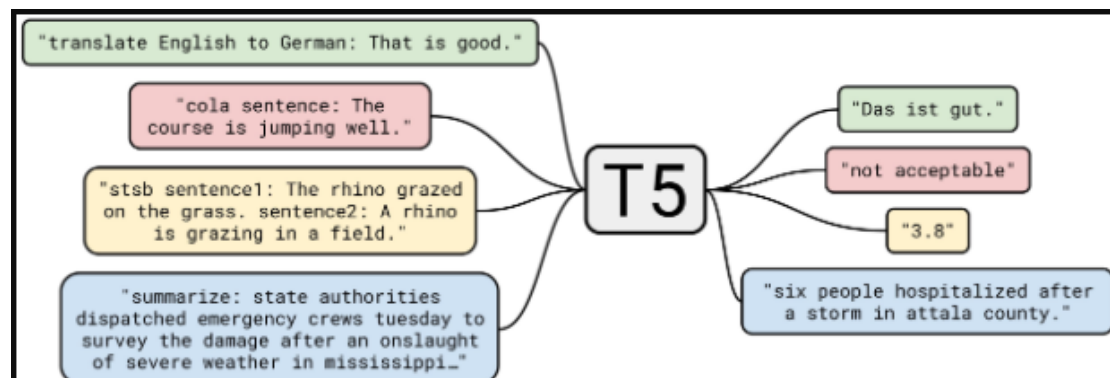 "translate English to German: That is good."
"cola sentence: The
course is jumping well."
"stsb sentence1: The rhino grazed
on the grass. sentence2: A rhino
is grazing in a field."
"summarize: state authorities
dispatched emergency crews tuesday to
survey the damage after an onslaught
of severe weather in mississippi…"
T5
"Das ist gut."
"not acceptable"
"3.8"
"six people hospitalized after
a storm in attala county."